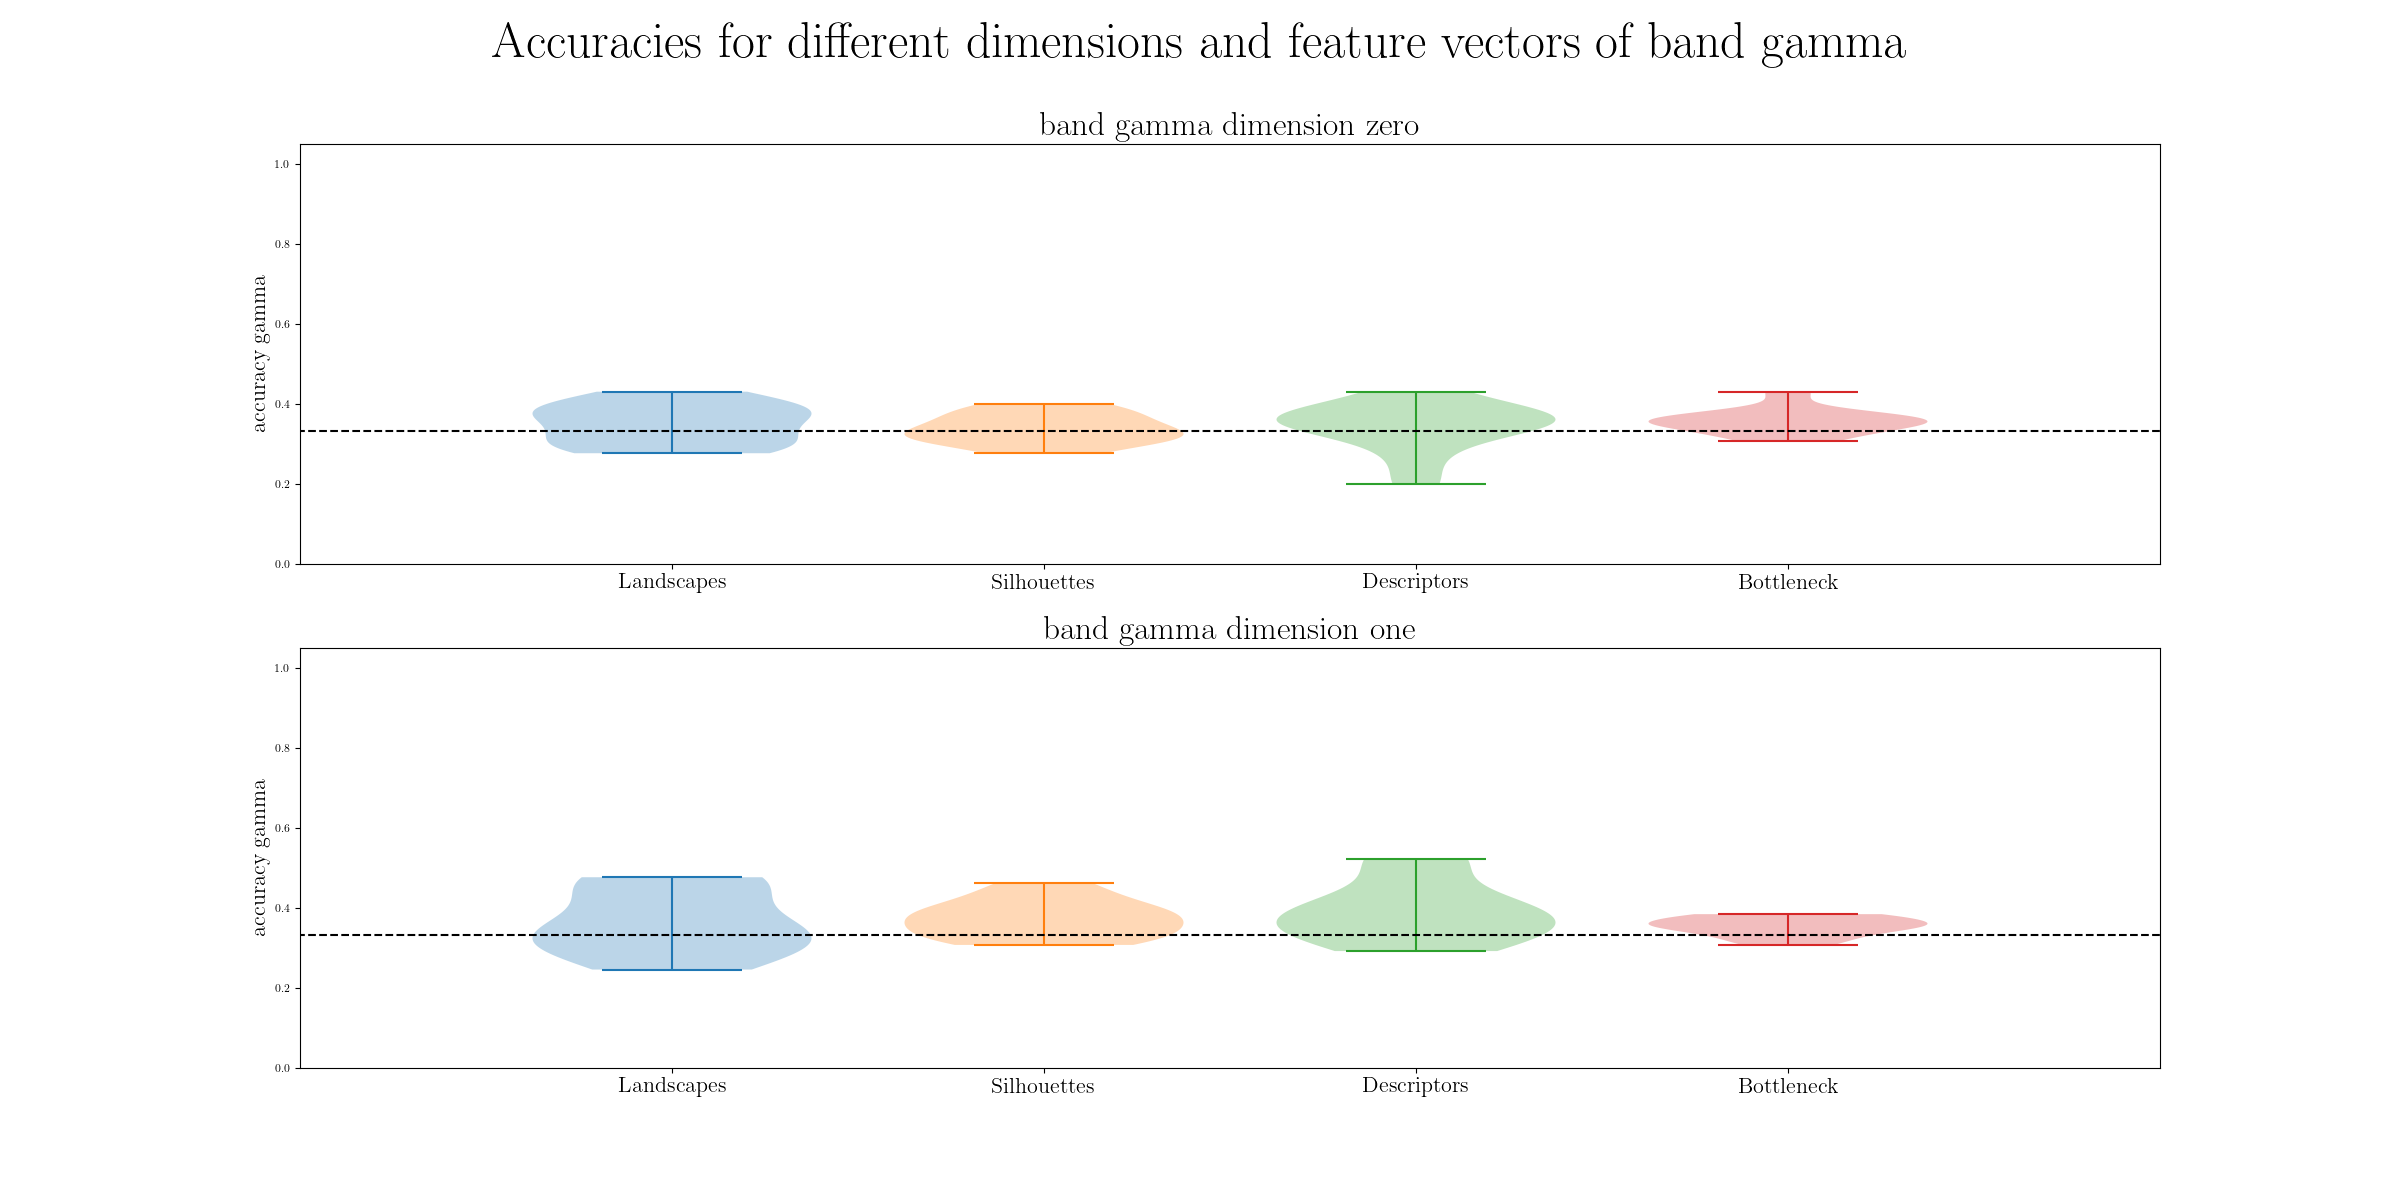 Accuracies for different dimensions and feature vectors of band gamma
band gamma dimension zero
1.0
0.8
0.6
0.4
0.2
0.0
accuracy gamma
Landscapes Silhouettes Descriptors Bottleneck
band gamma dimension one
1.0
0.8
0.6
0.4
0.2
0.0
accuracy gamma
Landscapes Silhouettes Descriptors Bottleneck